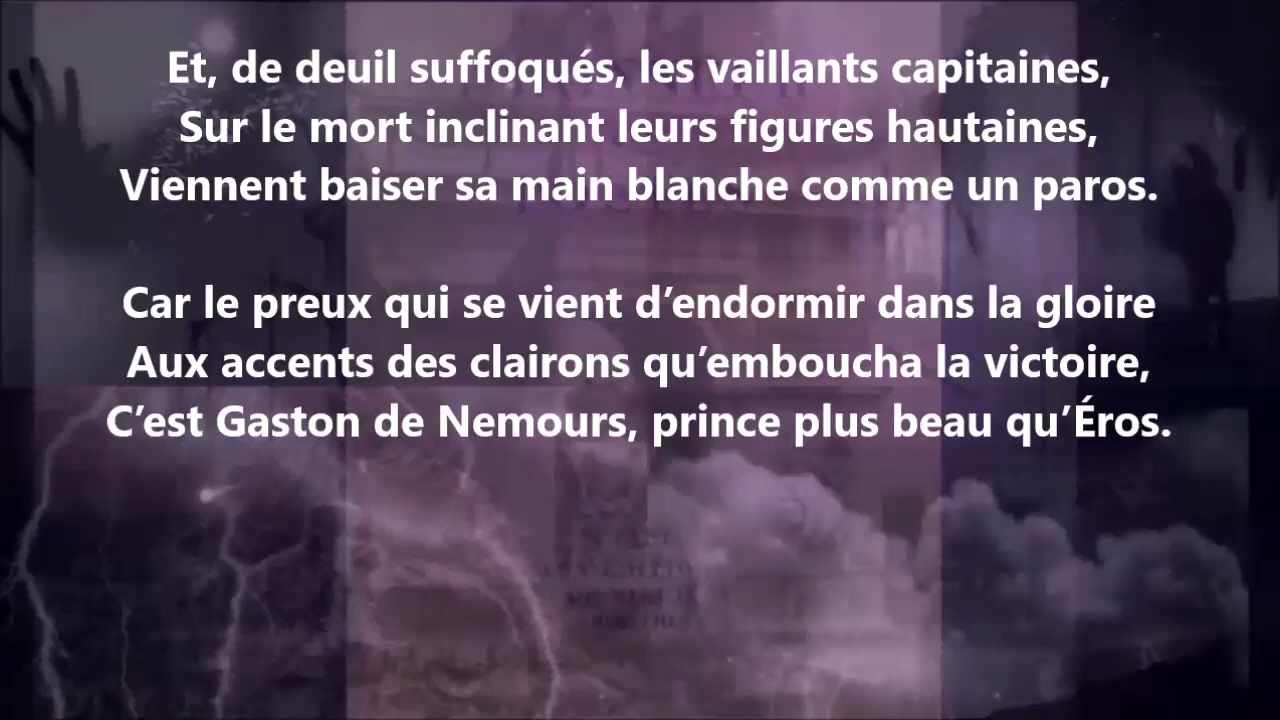 Et, de deuil suffoqués, les vaillants capitaines,
Sur le mort inclinant leurs figures hautaines,
Viennent baiser sa main blanche comme un paros.
Car le preux qui se vient d’endormir dans la gloire
Aux accents des clairons qu’emboucha la victoire,
C’est Gaston de Nemours, prince plus beau qu’Éros.